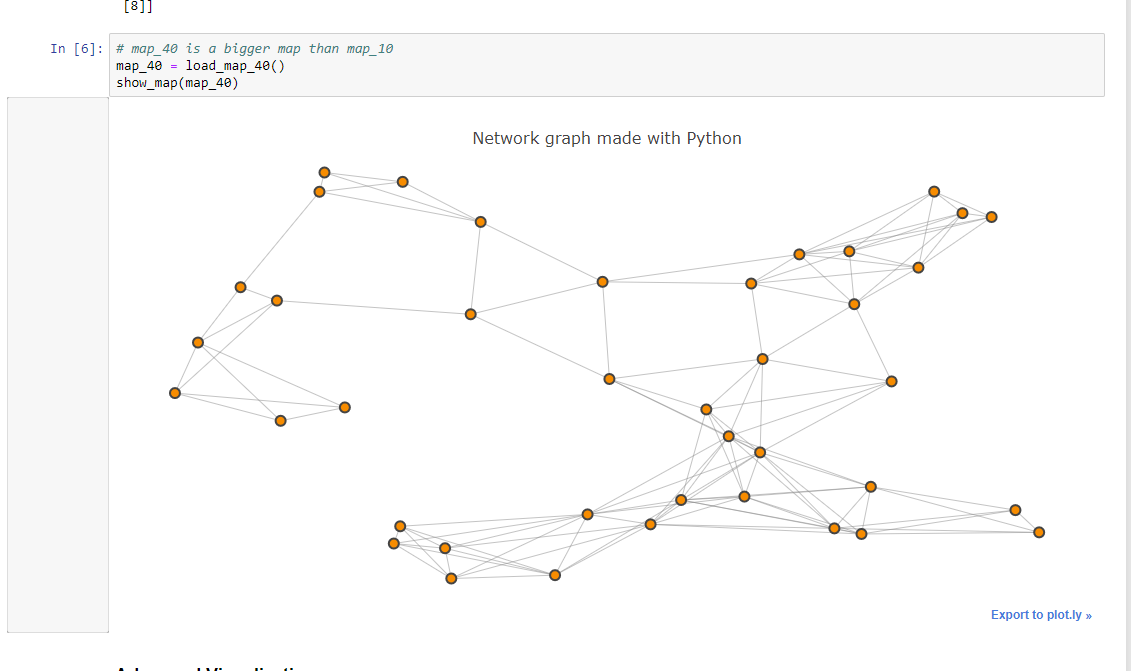 [8]]
In [6]: # map_40 is a bigger map than map_10
map_40 = load_map_40()
show_map(map_40)
Network graph made with Python
Export to plot.ly »